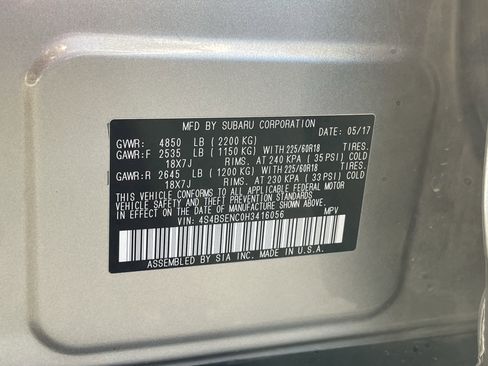 MFD BY SUBARU CORPORATION DATE: 05/17
GVWR: 4850 LB ( 2200 KG)
GAWR:F 2535 LB ( 1150 KG) WITH 225/60R18 TIRES.
18X7J RIMS. AT 240 KPA ( 35 PSI) COLD
GAWR:R 2645 LB ( 1200 KG) WITH 225/60R18 TIRES.
18X7J RIMS. AT 230 KPA ( 33 PSI) COLD
THIS VEHICLE CONFORMS TO ALL APPLICABLE FEDERAL MOTOR
VEHICLE SAFETY AND THEFT PREVENTION STANDARDS
IN EFFECT ON THE DATE OF MANUFACTURE SHOWN ABOVE.
VIN: 4S4BSENC0H3416056 MPV
ASSEMBLED BY SIA INC. MADE IN U.S.A.